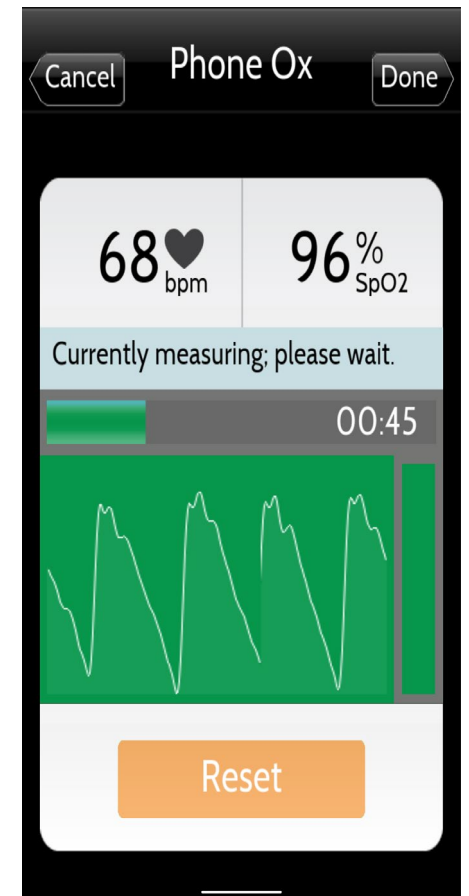 Cancel
Phone Ox
Done
68 bpm
96 % SpO2
Currently measuring; please wait.
00:45
Reset